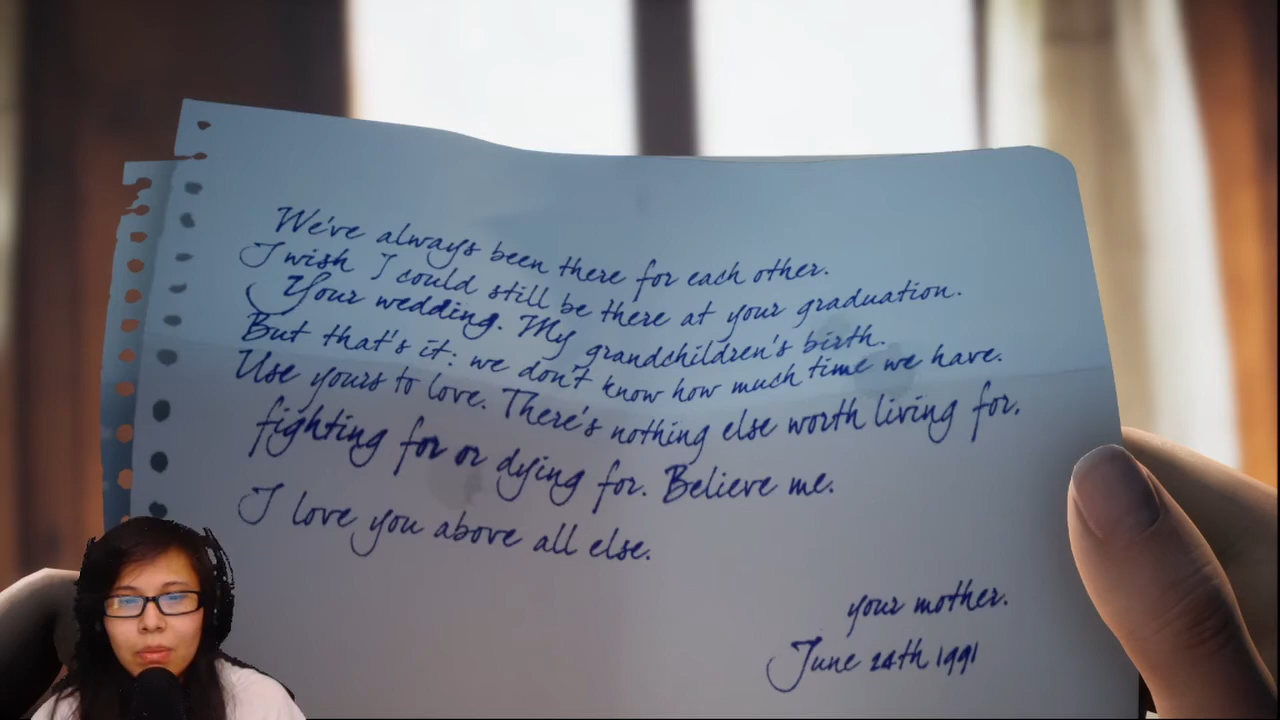 We've always been there for each other.
I wish I could still be there at your graduation.
Your wedding. My grandchildren's birth.
But that's it: we don't know how much time we have.
Use yours to love. There's nothing else worth living for.
fighting for or dying for. Believe me.
I love you above all else.
your mother.
June 24th 1991